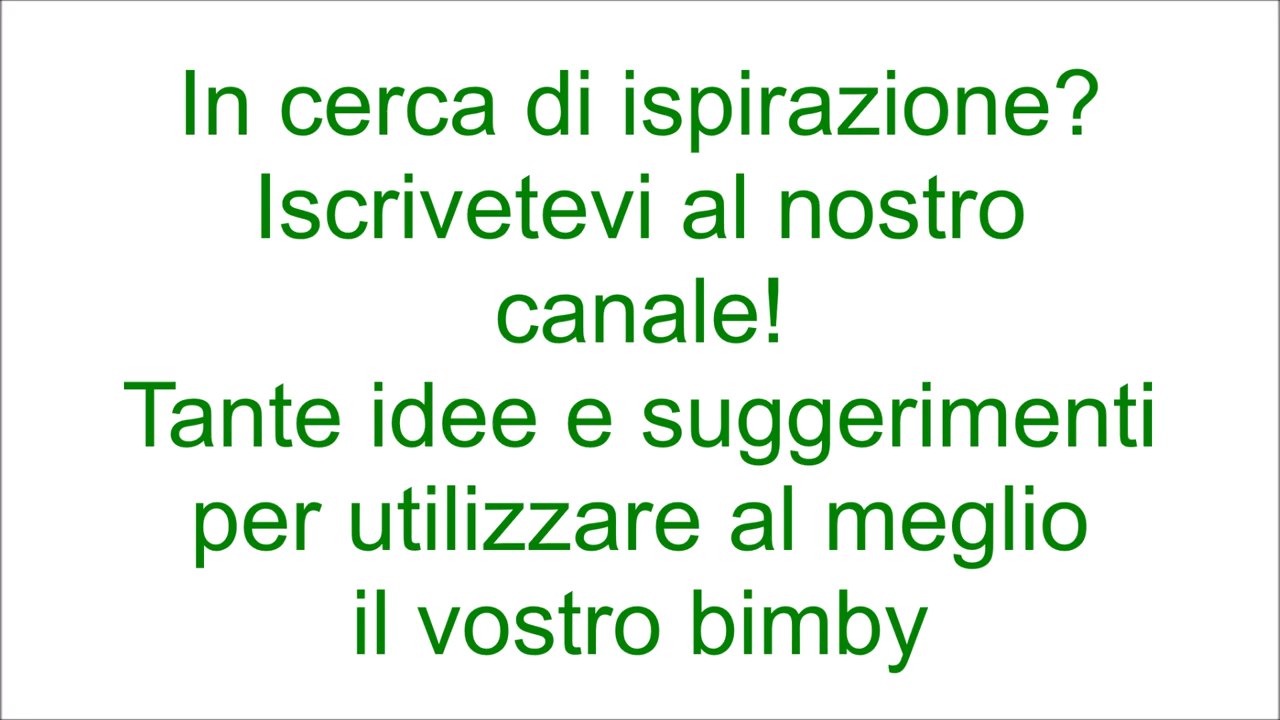 In cerca di ispirazione?
Iscrivetevi al nostro
canale!
Tante idee e suggerimenti
per utilizzare al meglio
il vostro bimby